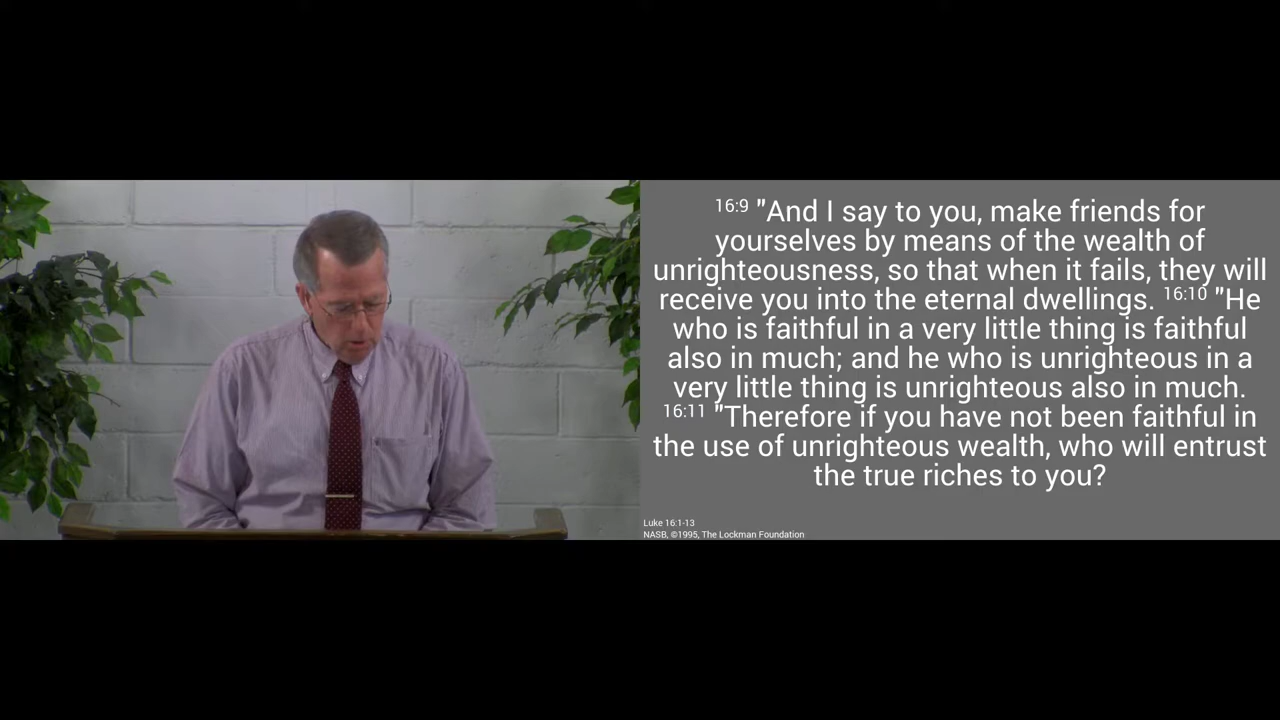 16:9 "And I say to you, make friends for
yourselves by means of the wealth of
unrighteousness, so that when it fails, they will
receive you into the eternal dwellings. 16:10 "He
who is faithful in a very little thing is faithful
also in much; and he who is unrighteous in a
very little thing is unrighteous also in much.
16:11 "Therefore if you have not been faithful in
the use of unrighteous wealth, who will entrust
the true riches to you?
Luke 16:1-13
NASB, ©1995, The Lockman Foundation